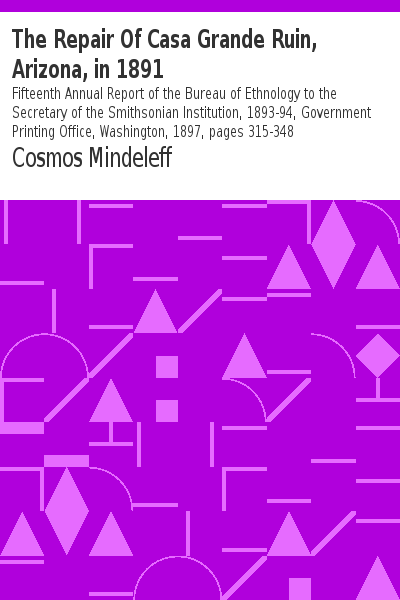 The Repair Of Casa Grande Ruin,
Arizona, in 1891
Fifteenth Annual Report of the Bureau of Ethnology to the
Secretary of the Smithsonian Institution, 1893-94, Government
Printing Office, Washington, 1897, pages 315-348
Cosmos Mindeleff